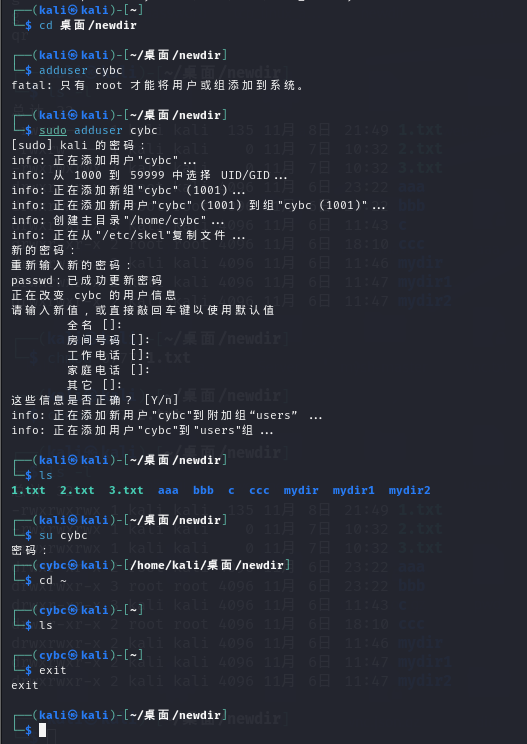 ┌──(kali㉿kali)-[~]
└─$ cd 桌面/newdir
┌──(kali㉿kali)-[~/桌面/newdir]
└─$ adduser cybc
fatal: 只有 root 才能将用户或组添加到系统。
┌──(kali㉿kali)-[~/桌面/newdir]
└─$ sudo adduser cybc
[sudo] kali 的密码：
info: 正在添加用户"cybc"...
info: 从 1000 到 59999 中选择 UID/GID...
info: 正在添加新组"cybc" (1001)...
info: 正在添加新用户"cybc" (1001) 到组"cybc (1001)"...
info: 创建主目录"/home/cybc"...
info: 正在从"/etc/skel"复制文件...
新的密码：
重新输入新的密码：
passwd：已成功更新密码
正在改变 cybc 的用户信息
请输入新值，或直接敲回车键以使用默认值
全名 []:
房间号码 []:
工作电话 []:
家庭电话 []:
其它 []:
这些信息是否正确？ [Y/n]
info: 正在添加新用户"cybc"到附加组“users” ...
info: 正在添加用户"cybc"到"users"组...
┌──(kali㉿kali)-[~/桌面/newdir]
└─$ ls
1.txt 2.txt 3.txt aaa bbb c ccc mydir mydir1 mydir2
┌──(kali㉿kali)-[~/桌面/newdir]
└─$ su cybc
密码：
┌──(cybc㉿kali)-[/home/kali/桌面/newdir]
└─$ cd ~
┌──(cybc㉿kali)-[~]
└─$ ls
┌──(cybc㉿kali)-[~]
└─$ exit
exit
┌──(kali㉿kali)-[~/桌面/newdir]
└─$